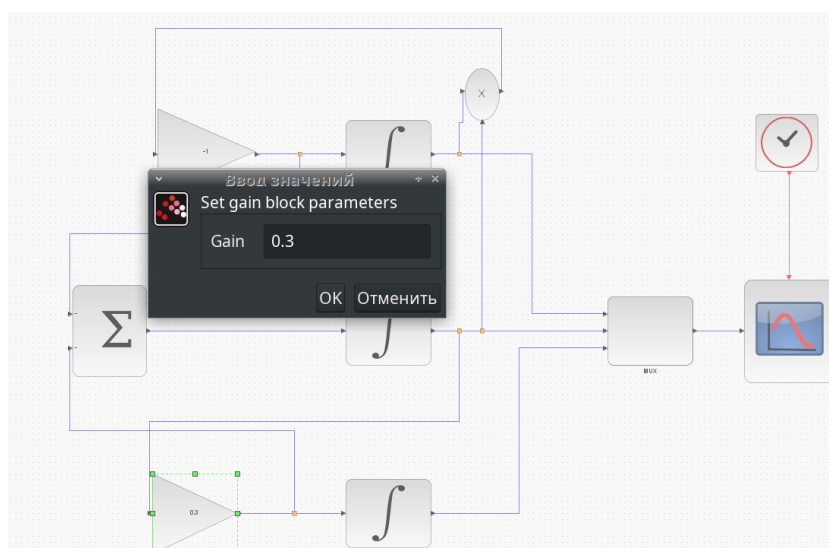 X
-1
Ввод значений
Set gain block parameters
Gain 0.3
OK Отменить
Σ
MUX
0.3